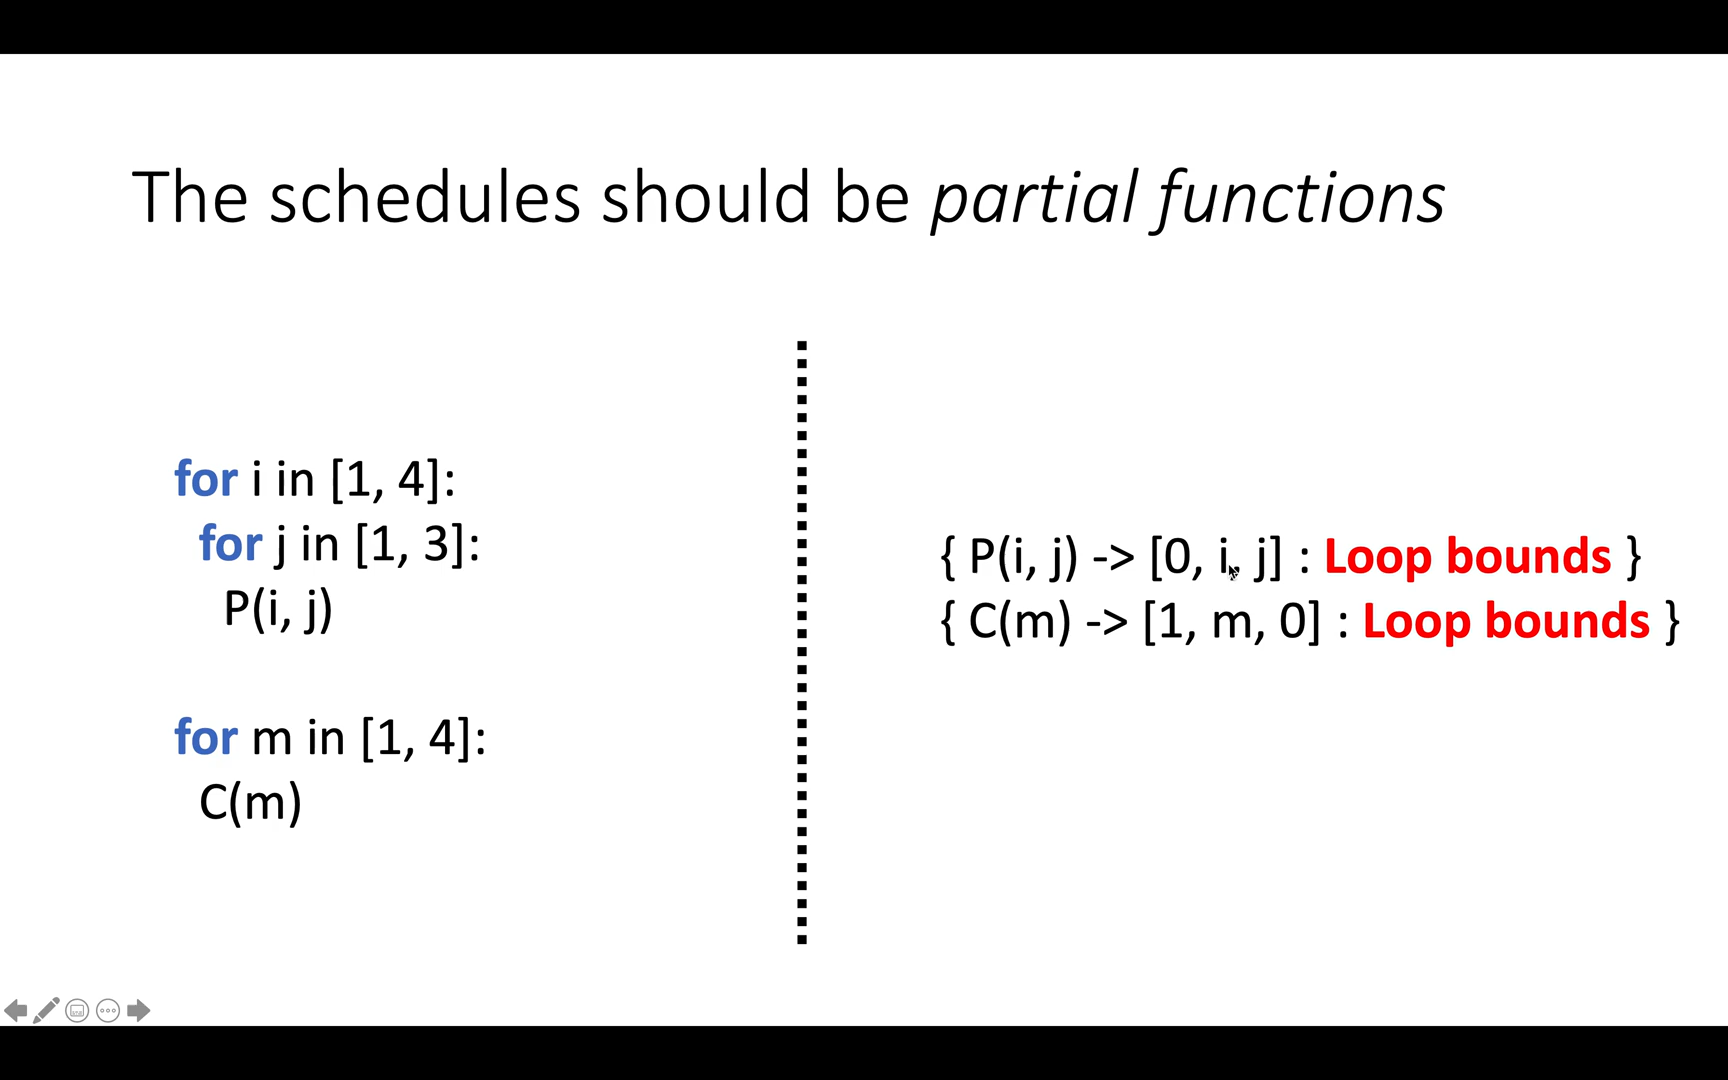 The schedules should be partial functions
for i in [1, 4]:
for j in [1, 3]:
P(i, j)
for m in [1, 4]:
C(m)
{ P(i, j) -> [0, i, j] : Loop bounds }
{ C(m) -> [1, m, 0] : Loop bounds }